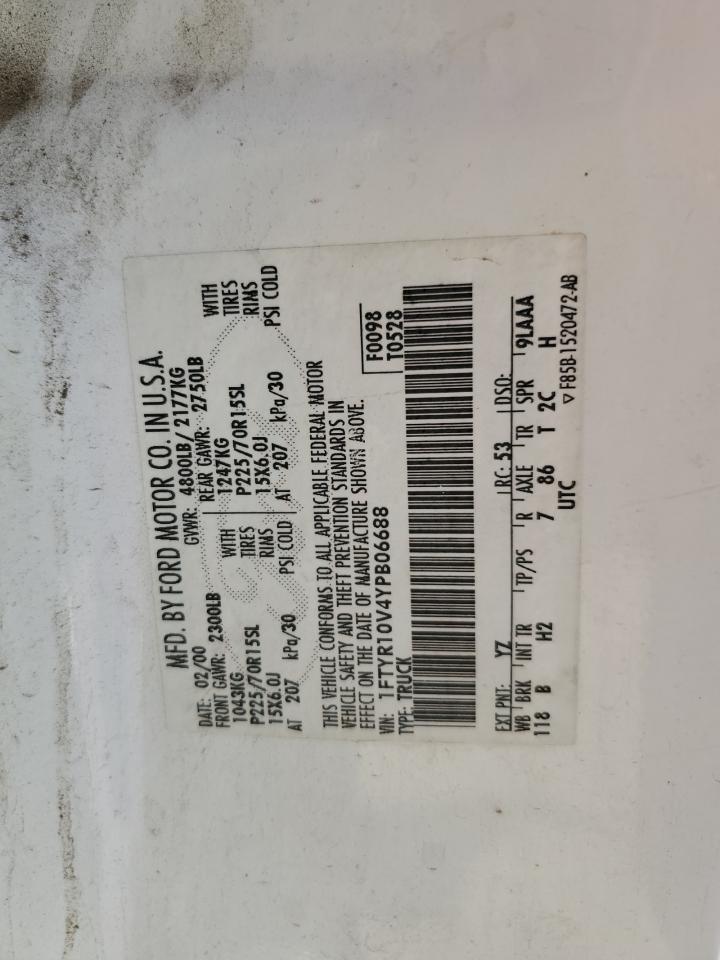 MFD. BY FORD MOTOR CO. IN U.S.A.
DATE: 02/00 GVWR: 4800LB/ 2177KG
FRONT GAWR: 2300LB REAR GAWR: 2750LB
1043KG WITH 1247KG WITH
P225/70R15SL TIRES P225/70R15SL TIRES
15X6.0J RIMS 15X6.0J RIMS
AT 207 kPa/30 PSI COLD AT 207 kPa/30 PSI COLD
THIS VEHICLE CONFORMS TO ALL APPLICABLE FEDERAL MOTOR
VEHICLE SAFETY AND THEFT PREVENTION STANDARDS IN
EFFECT ON THE DATE OF MANUFACTURE SHOWN ABOVE.
VIN: 1FTYR10V4YPB06688 F0098
TYPE: TRUCK T0528
EXT PNT: YZ RC: 53 DSO:
WB BRK INT TR TP/PS R AXLE TR SPR 9LAAA
118 B H2 7 86 T 2C H
UTC ▽ F85B-1520472-AB